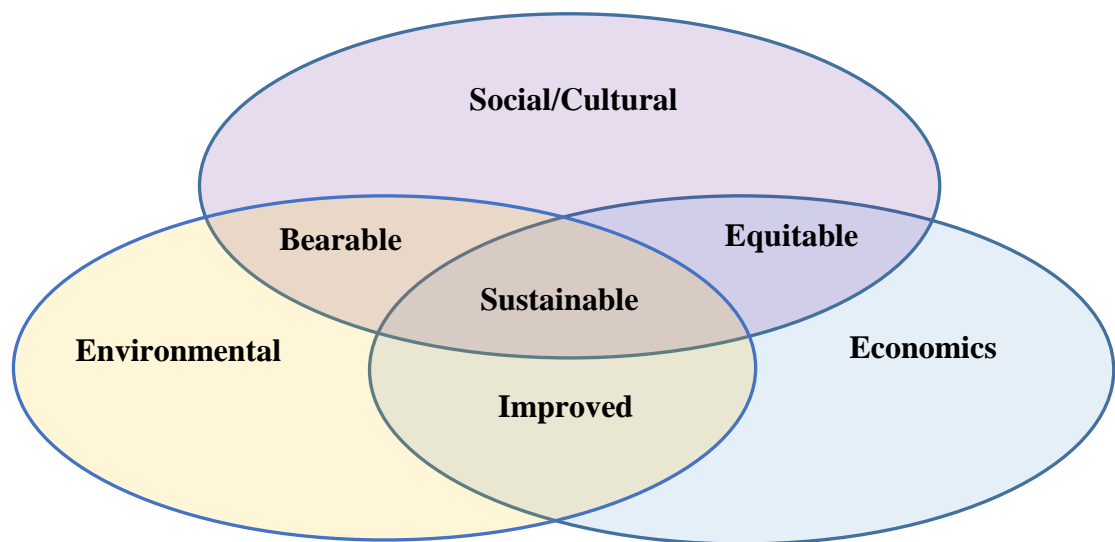 Social/Cultural
Bearable
Equitable
Sustainable
Environmental
Economics
Improved